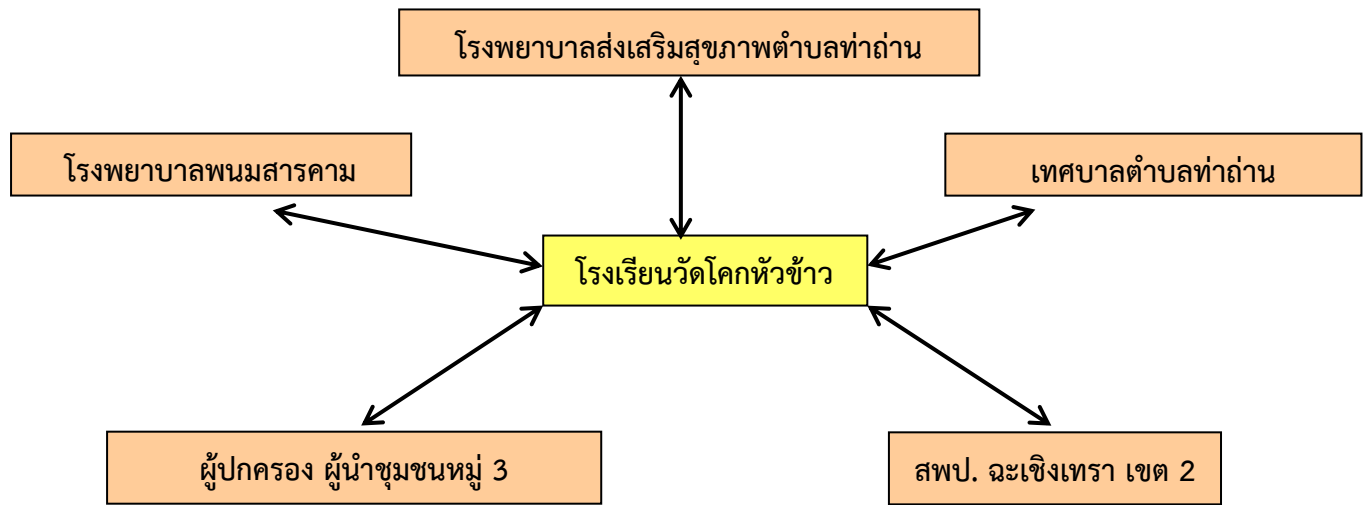 โรงพยาบาลส่งเสริมสุขภาพตำบลท่าถ่าน
โรงพยาบาลพนมสารคาม
เทศบาลตำบลท่าถ่าน
โรงเรียนวัดโคกหัวข้าว
ผู้ปกครอง ผู้นำชุมชนหมู่ 3
สพป. ฉะเชิงเทรา เขต 2